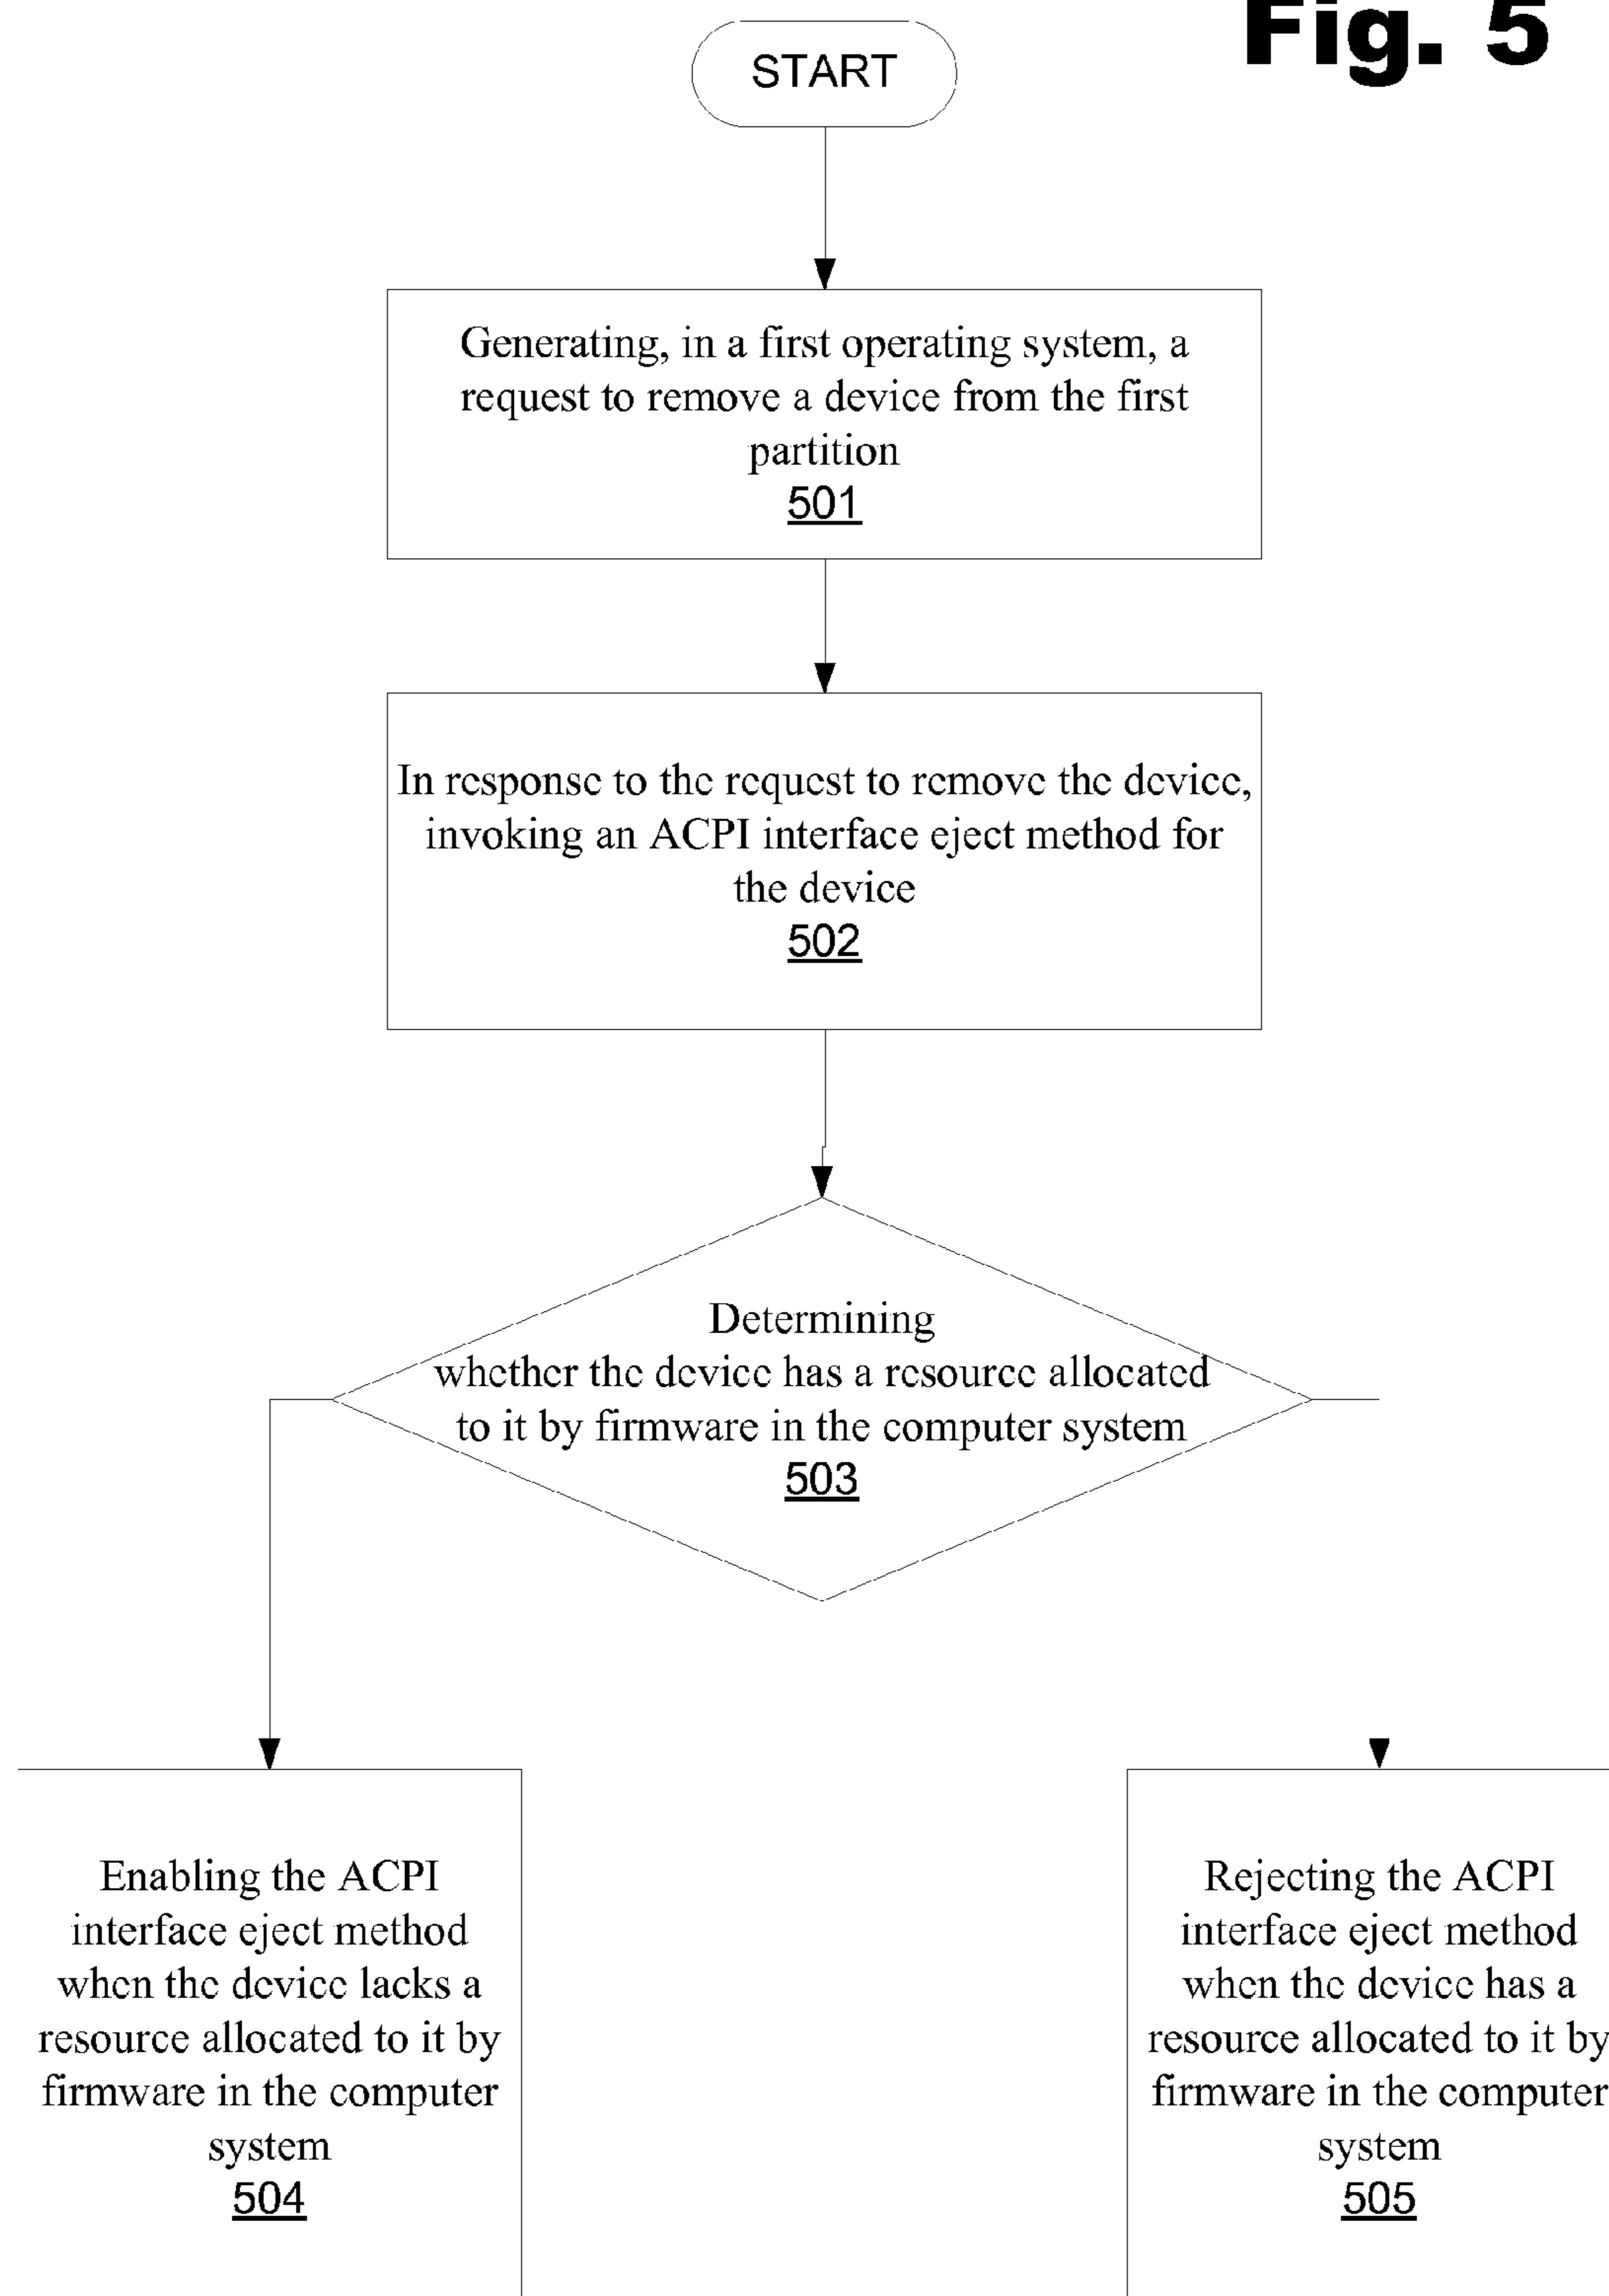 Fig. 5
START
Generating, in a first operating system, a
request to remove a device from the first
partition
501
In response to the request to remove the device,
invoking an ACPI interface eject method for
the device
502
Determining
whether the device has a resource allocated
to it by firmware in the computer system
503
Enabling the ACPI
interface eject method
when the device lacks a
resource allocated to it by
firmware in the computer
system
504
Rejecting the ACPI
interface eject method
when the device has a
resource allocated to it by
firmware in the computer
system
505